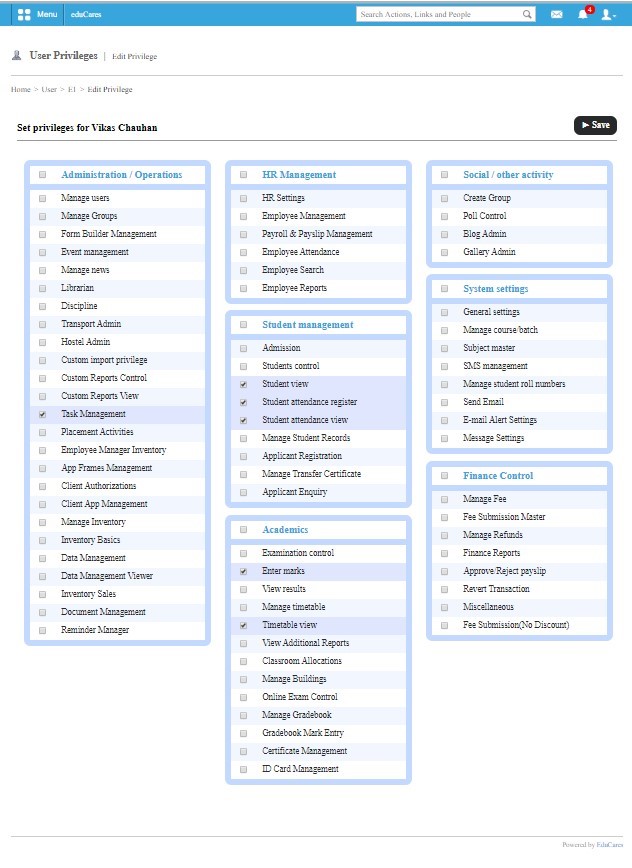 Menu eduCares
Search Actions, Links and People
4
User Privileges | Edit Privilege
Home > User > E1 > Edit Privilege
Set privileges for Vikas Chauhan
Save
Administration / Operations
Manage users
Manage Groups
Form Builder Management
Event management
Manage news
Librarian
Discipline
Transport Admin
Hostel Admin
Custom import privilege
Custom Reports Control
Custom Reports View
Task Management
Placement Activities
Employee Manager Inventory
App Frames Management
Client Authorizations
Client App Management
Manage Inventory
Inventory Basics
Data Management
Data Management Viewer
Inventory Sales
Document Management
Reminder Manager
HR Management
HR Settings
Employee Management
Payroll & Payslip Management
Employee Attendance
Employee Search
Employee Reports
Student management
Admission
Students control
Student view
Student attendance register
Student attendance view
Manage Student Records
Applicant Registration
Manage Transfer Certificate
Applicant Enquiry
Academics
Examination control
Enter marks
View results
Manage timetable
Timetable view
View Additional Reports
Classroom Allocations
Manage Buildings
Online Exam Control
Manage Gradebook
Gradebook Mark Entry
Certificate Management
ID Card Management
Social / other activity
Create Group
Poll Control
Blog Admin
Gallery Admin
System settings
General settings
Manage course/batch
Subject master
SMS management
Manage student roll numbers
Send Email
E-mail Alert Settings
Message Settings
Finance Control
Manage Fee
Fee Submission Master
Manage Refunds
Finance Reports
Approve/Reject payslip
Revert Transaction
Miscellaneous
Fee Submission(No Discount)
Powered by EduCares